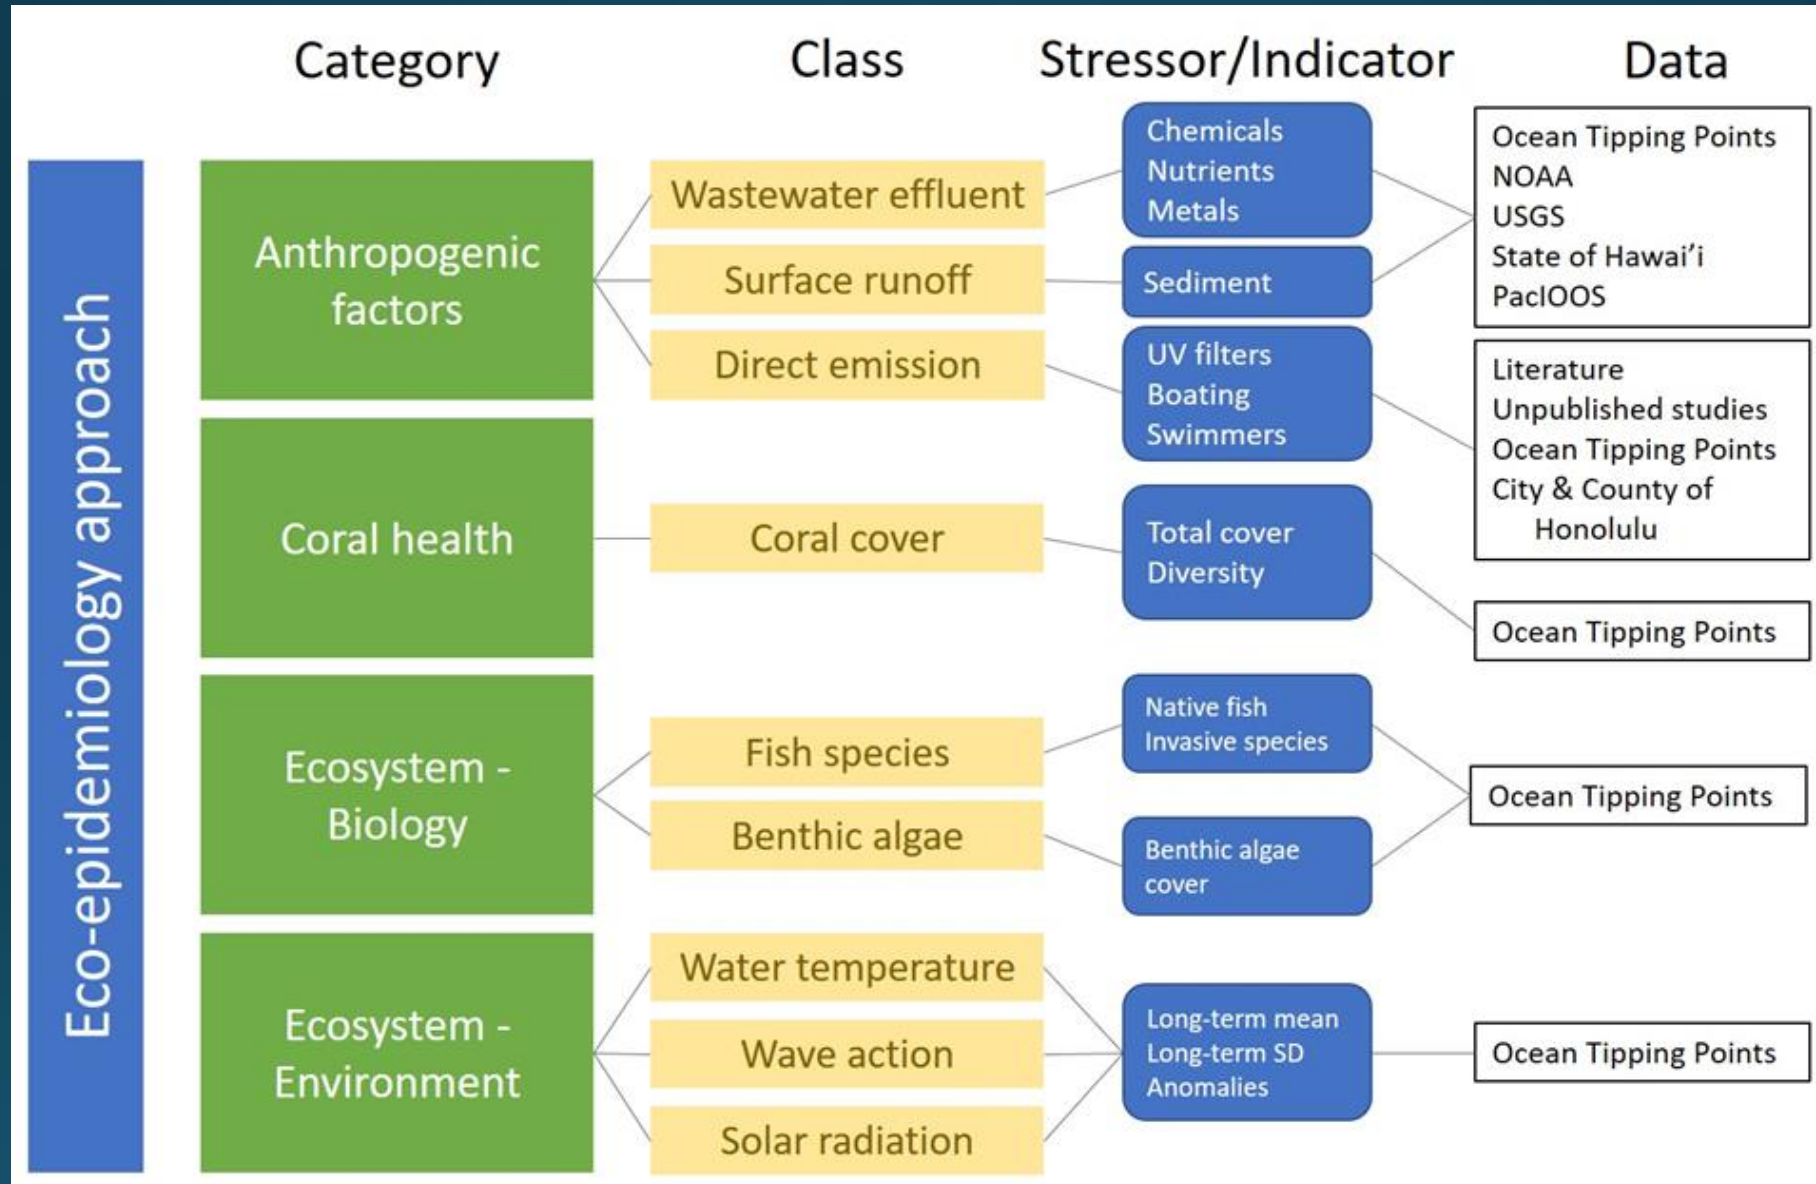 Category
Class
Stressor/Indicator
Data
Eco-epidemiology approach
Anthropogenic
factors
Wastewater effluent
Surface runoff
Direct emission
Chemicals
Nutrients
Metals
Sediment
UV filters
Boating
Swimmers
Ocean Tipping Points
NOAA
USGS
State of Hawai’i
PacIOOS
Literature
Unpublished studies
Ocean Tipping Points
City & County of
Honolulu
Coral health
Coral cover
Total cover
Diversity
Ocean Tipping Points
Ecosystem -
Biology
Fish species
Benthic algae
Native fish
Invasive species
Benthic algae
cover
Ocean Tipping Points
Ecosystem -
Environment
Water temperature
Wave action
Solar radiation
Long-term mean
Long-term SD
Anomalies
Ocean Tipping Points